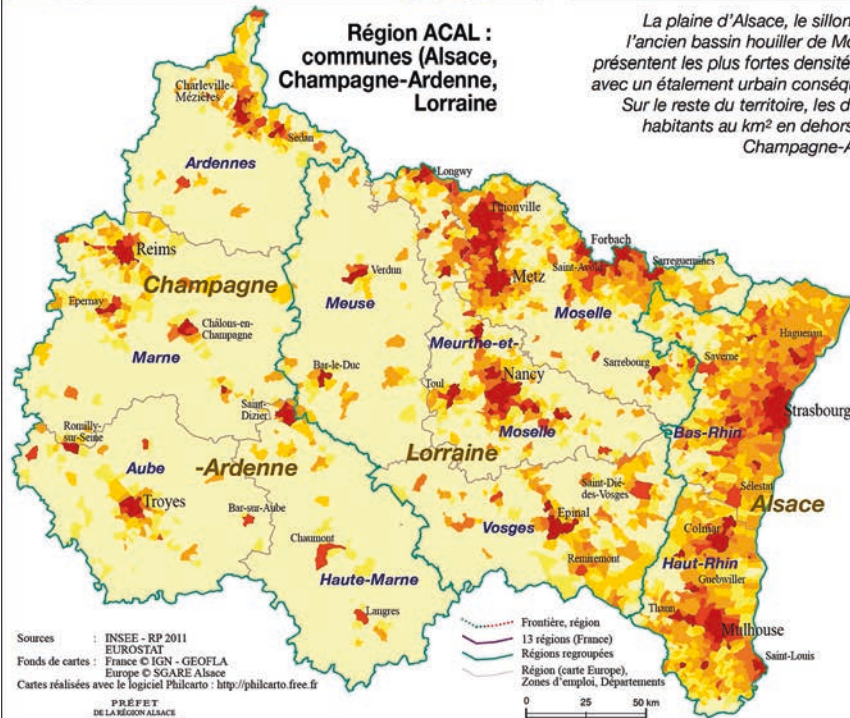 Région ACAL :
communes (Alsace,
Champagne-Ardenne,
Lorraine
La plaine d'Alsace, le sillon
l'ancien bassin houiller de
présentent les plus fortes
avec un étalement urbain
Sur le reste du territoire, les
habitants au km² en dehors
Champagne-A
Charleville-
Mézières
Sedan
Ardennes
Longwy
Thionville
Forbach
Reims
Verdun
Metz
Saint-Avold
Sarreguemines
Champagne
Meuse
Moselle
Epernay
Châlons-en-
Champagne
Haguenau
Marne
Meurthe-et-
Bar-le-Duc
Nancy
Sarrebourg
Saverne
Toul
Strasbourg
Saint-
Dizier
Romilly-
sur-Seine
Moselle
Bas-Rhin
Aube
-Ardenne
Lorraine
Saint-Dié-
des-Vosges
Sélestat
Alsace
Troyes
Bar-sur-Aube
Vosges
Epinal
Colmar
Chaumont
Remiremont
Haut-Rhin
Haute-Marne
Guebwiller
Langres
Thann
Mulhouse
Saint-Louis
Sources : INSEE - RP 2011
EUROSTAT
Fonds de cartes : France © IGN - GEOFLA
Europe © SGARE Alsace
Cartes réalisées avec le logiciel Philcarto : http://philcarto.free.fr
PRÉFET
DE LA RÉGION ALSACE
Frontière, région
13 régions (France)
Régions regroupées
Région (carte Europe),
Zones d'emploi, Départements
0 25 50 km